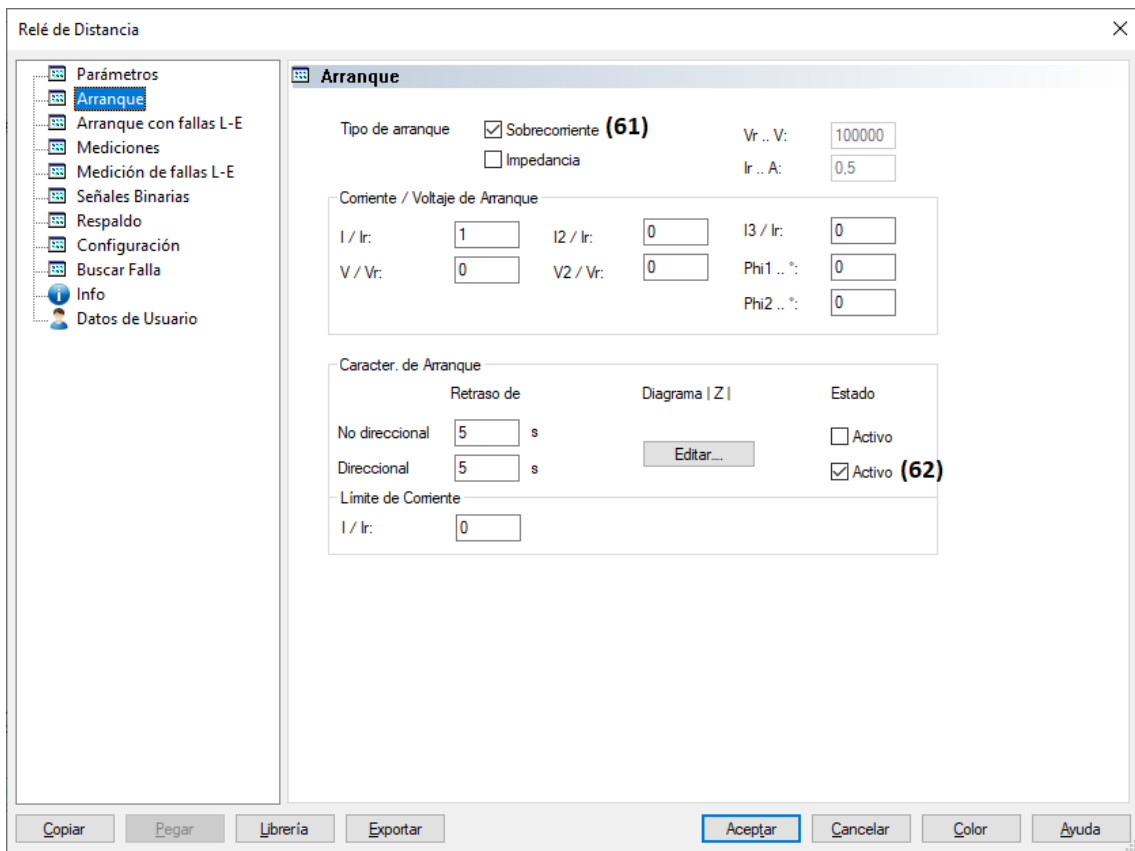 Relé de Distancia
Parámetros
Arranque
Arranque con fallas L-E
Mediciones
Medición de fallas L-E
Señales Binarias
Respaldo
Configuración
Buscar Falla
Info
Datos de Usuario
Arranque
Tipo de arranque Sobrecorriente (61) Vr .. V: 100000
Impedancia Ir .. A: 0,5
Corriente / Voltaje de Arranque
I / Ir: 1 I2 / Ir: 0 I3 / Ir: 0
V / Vr: 0 V2 / Vr: 0 Phi1 .. °: 0
Phi2 .. °: 0
Caracter. de Arranque
Retraso de Diagrama | Z | Estado
No direccional 5 s Activo
Editar....
Direccional 5 s Activo (62)
Límite de Corriente
I / Ir: 0
Copiar Pegar Librería Exportar Aceptar Cancelar Color Ayuda